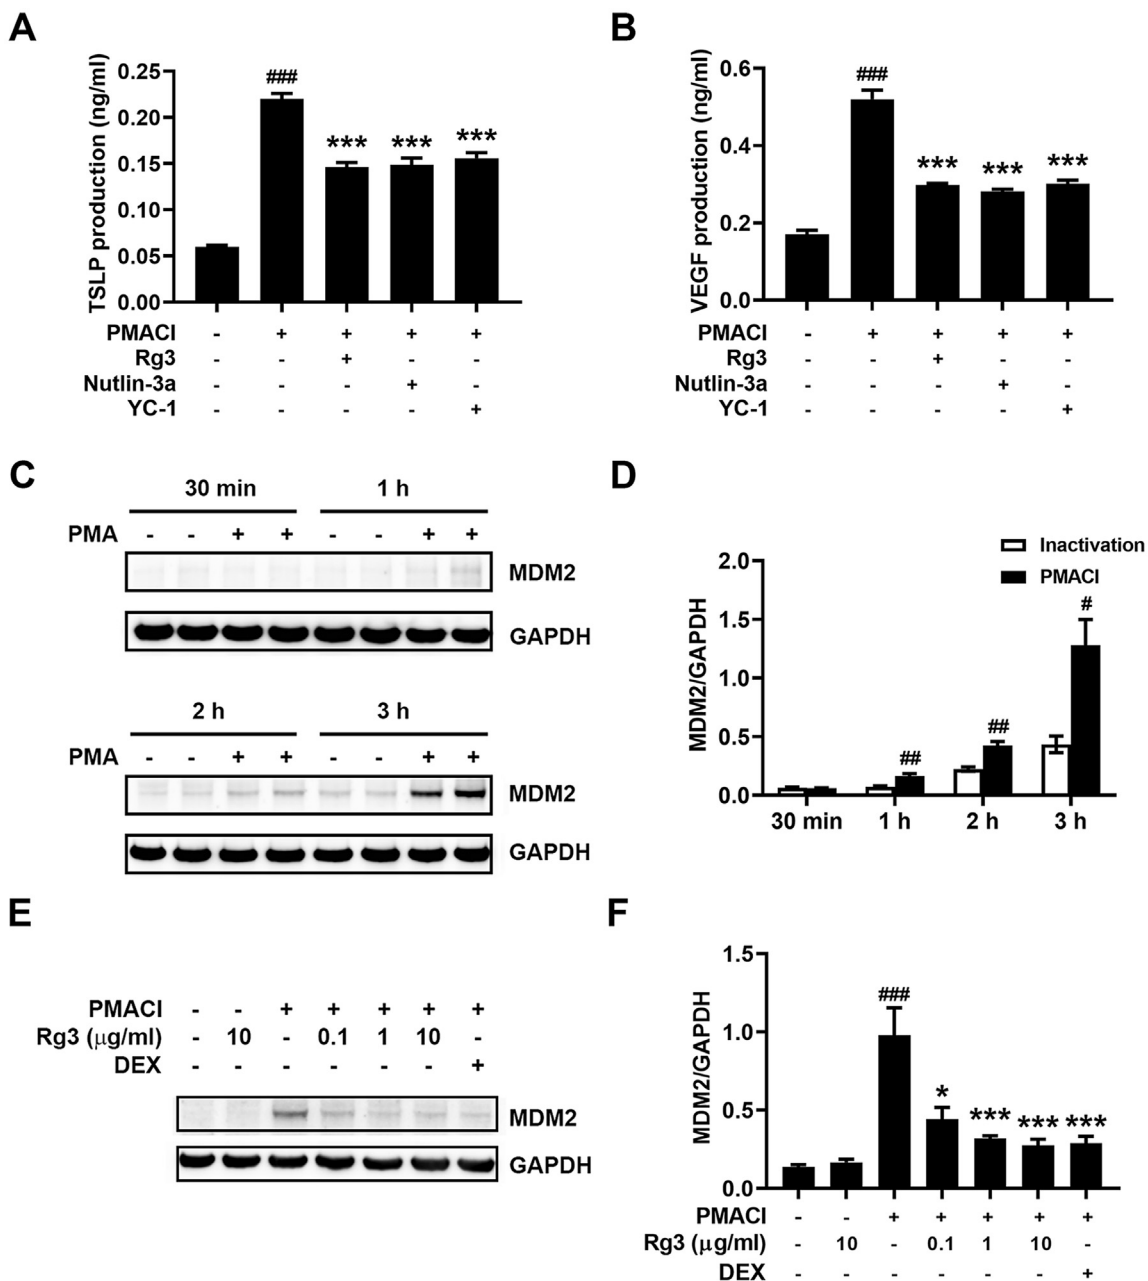 A
TSLP production (ng/ml)
0.25
0.20
0.15
0.10
0.05
0.00
###
***
***
***
PMACI - + + + +
Rg3 - - + - -
Nutlin-3a - - - + -
YC-1 - - - - +
B
VEGF production (ng/ml)
0.6
0.4
0.2
0.0
###
***
***
***
PMACI - + + + +
Rg3 - - + - -
Nutlin-3a - - - + -
YC-1 - - - - +
C
30 min 1 h
PMA - - + + - - + +
MDM2
GAPDH
2 h 3 h
PMA - - + + - - + +
MDM2
GAPDH
D
Inactivation
PMACI
MDM2/GAPDH
2.0
1.5
1.0
0.5
0.0
##
##
#
30 min 1 h 2 h 3 h
E
PMACI - - + + + + +
Rg3 (μg/ml) - 10 - 0.1 1 10 -
DEX - - - - - - +
MDM2
GAPDH
F
MDM2/GAPDH
1.5
1.0
0.5
0.0
###
*
***
***
***
PMACI - - + + + + +
Rg3 (μg/ml) - 10 - 0.1 1 10 -
DEX - - - - - - +